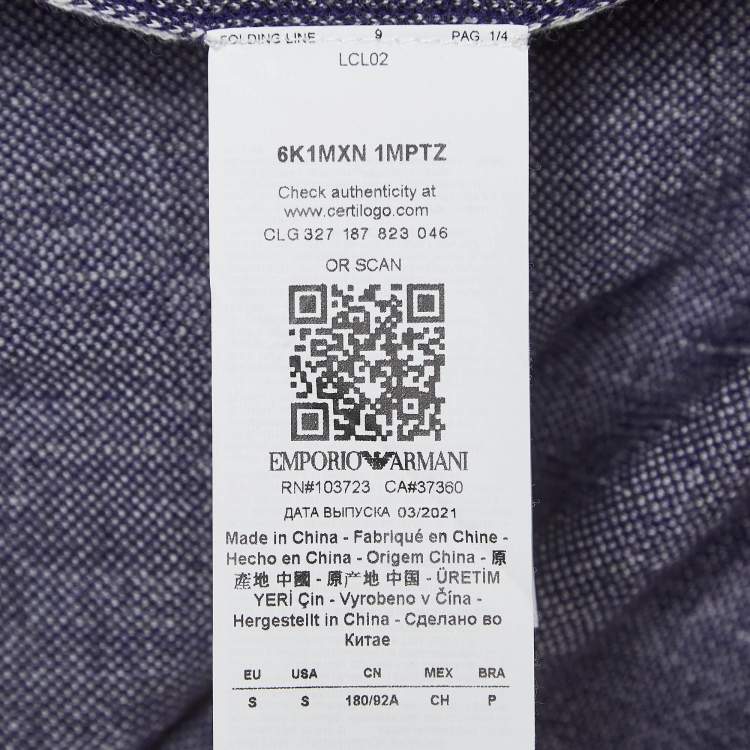 FOLDING LINE 9 PAG. 1/4
LCL02
6K1MXN 1MPTZ
Check authenticity at
www.certilogo.com
CLG 327 187 823 046
OR SCAN
EMPORIO ARMANI
RN#103723 CA#37360
ДАТА ВЫПУСКА 03/2021
Made in China - Fabriqué en Chine -
Hecho en China - Origem China - 原
產地 中國 - 原产地 中国 - ÜRETİM
YERİ Çin - Vyrobeno v Čína -
Hergestellt in China - Сделано во
Китае
EU USA CN MEX BRA
S S 180/92A CH P